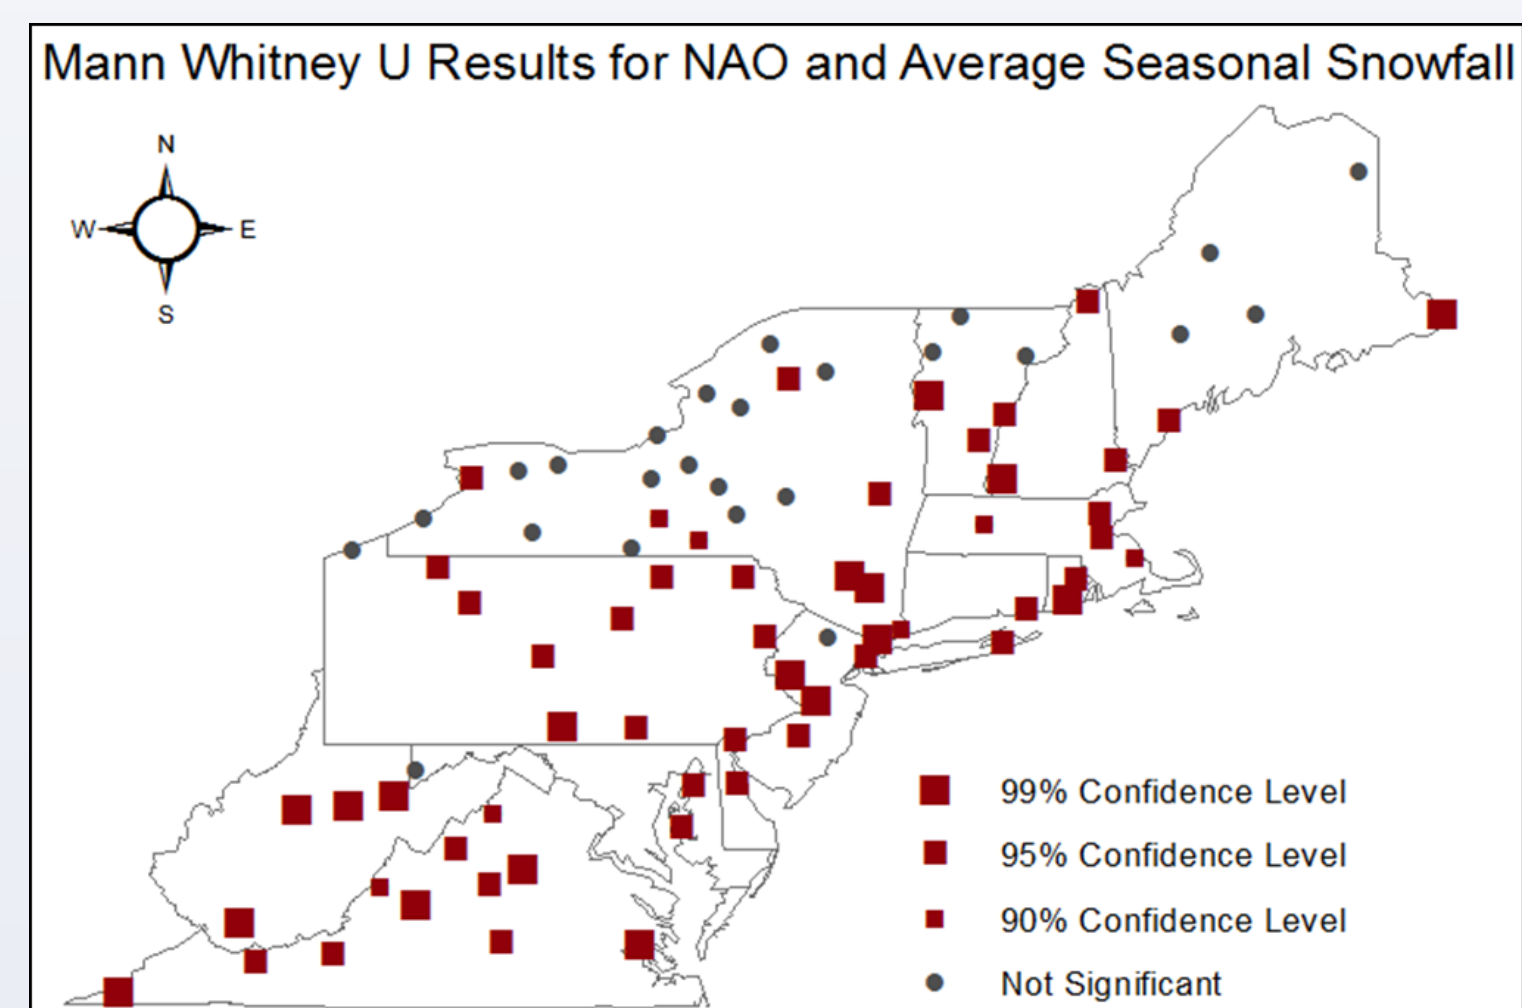 Mann Whitney U Results for NAO and Average Seasonal Snowfall
N
W E
S
99% Confidence Level
95% Confidence Level
90% Confidence Level
Not Significant